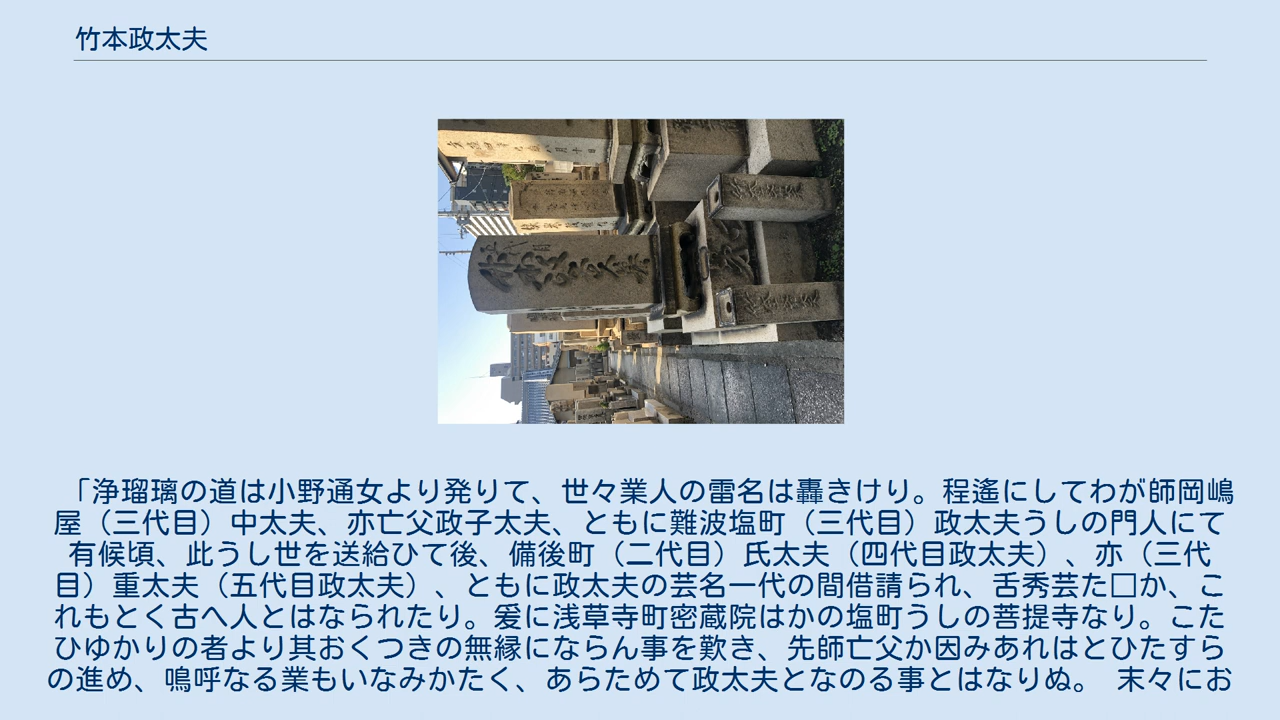 竹本政太夫
「浄瑠璃の道は小野通女より発りて、世々業人の雷名は轟きけり。程遙にしてわが師岡嶋
屋（三代目）中太夫、亦亡父政子太夫、ともに難波塩町（三代目）政太夫うしの門人にて
有候頃、此うし世を送給ひて後、備後町（二代目）氏太夫（四代目政太夫）、亦（三代
目）重太夫（五代目政太夫）、ともに政太夫の芸名一代の間借請られ、舌秀芸た□か、こ
れもとく古へ人とはなられたり。爰に浅草寺町密蔵院はかの塩町うしの菩提寺なり。こた
ひゆかりの者より其おくつきの無縁にならん事を歎き、先師亡父か因みあれはとひたすら
の進め、鳴呼なる業もいなみかたく、あらためて政太夫となのる事とはなりぬ。 末々にお